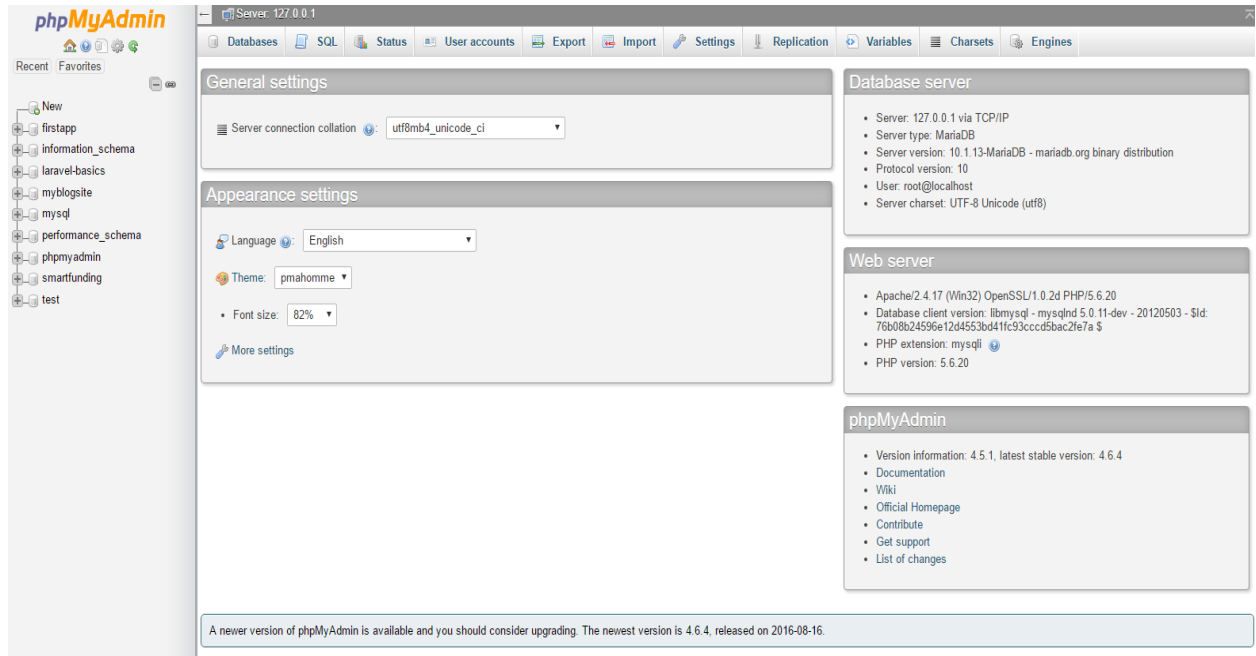 phpMyAdmin
Recent Favorites
New
firstapp
information_schema
laravel-basics
myblogsite
mysql
performance_schema
phpmyadmin
smartfunding
test
Server: 127.0.0.1
Databases SQL Status User accounts Export Import Settings Replication Variables Charsets Engines
General settings
Server connection collation : utf8mb4_unicode_ci
Appearance settings
Language : English
Theme: pmahomme
• Font size: 82%
More settings
Database server
• Server: 127.0.0.1 via TCP/IP
• Server type: MariaDB
• Server version: 10.1.13-MariaDB - mariadb.org binary distribution
• Protocol version: 10
• User: root@localhost
• Server charset: UTF-8 Unicode (utf8)
Web server
• Apache/2.4.17 (Win32) OpenSSL/1.0.2d PHP/5.6.20
• Database client version: libmysql - mysqlnd 5.0.11-dev - 20120503 - $Id:
76b08b24596e12d4553bd41fc93cccd5bac2fe7a $
• PHP extension: mysqli
• PHP version: 5.6.20
phpMyAdmin
• Version information: 4.5.1, latest stable version: 4.6.4
• Documentation
• Wiki
• Official Homepage
• Contribute
• Get support
• List of changes
A newer version of phpMyAdmin is available and you should consider upgrading. The newest version is 4.6.4, released on 2016-08-16.